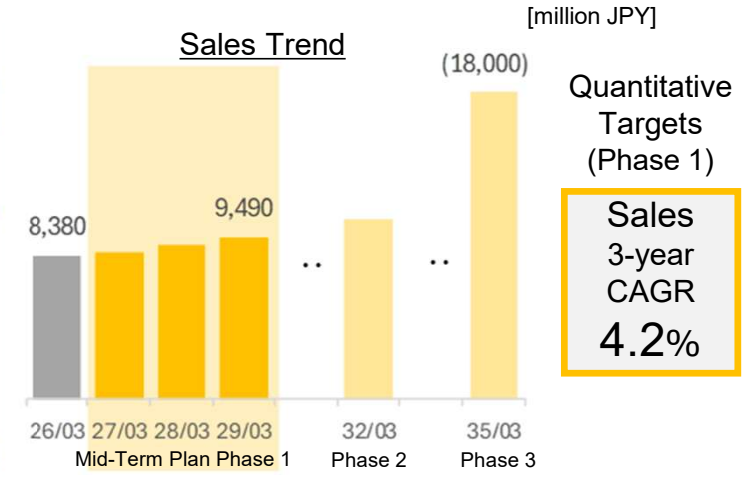 [million JPY]
Sales Trend
(18,000)
9,490
8,380
26/03 27/03 28/03 29/03 32/03 35/03
Mid-Term Plan Phase 1 Phase 2 Phase 3
Quantitative
Targets
(Phase 1)
Sales
3-year
CAGR
4.2%